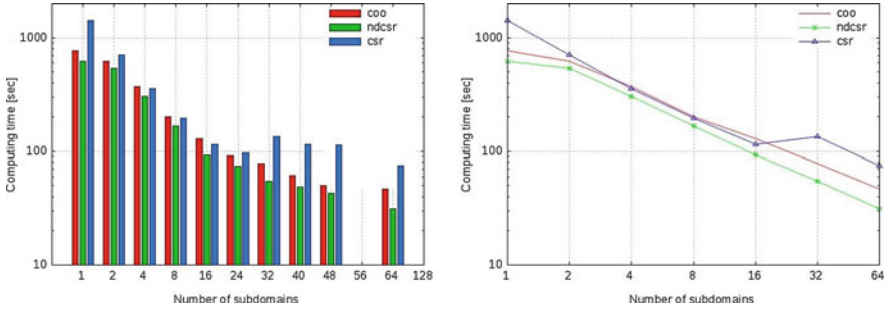 Computing time [sec]
1000
100
10
coo
ndcsr
csr
1 2 4 8 16 24 32 40 48 56 64 128
Number of subdomains
Computing time [sec]
1000
100
10
coo
ndcsr
csr
1 2 4 8 16 32 64
Number of subdomains